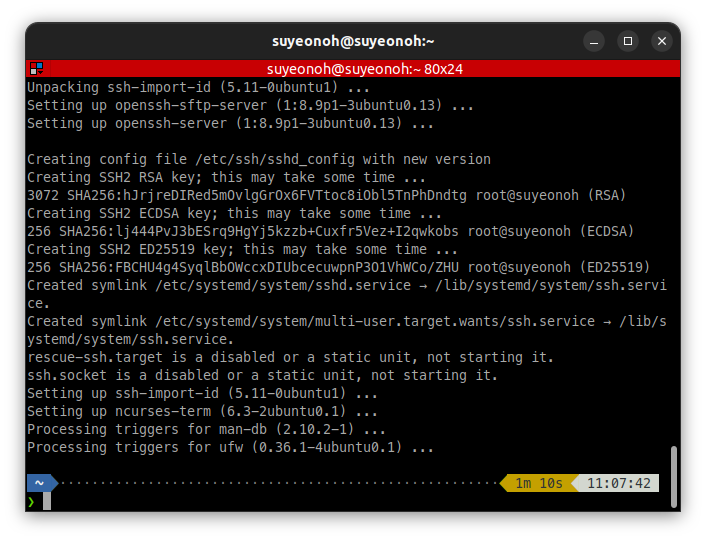 suyeonoh@suyeonoh:~
suyeonoh@suyeonoh:~ 80x24
Unpacking ssh-import-id (5.11-0ubuntu1) ...
Setting up openssh-sftp-server (1:8.9p1-3ubuntu0.13) ...
Setting up openssh-server (1:8.9p1-3ubuntu0.13) ...
Creating config file /etc/ssh/sshd_config with new version
Creating SSH2 RSA key; this may take some time ...
3072 SHA256:hJrjreDIRed5mOvlgGrOx6FVTtoc8iObl5TnPhDndtg root@suyeonoh (RSA)
Creating SSH2 ECDSA key; this may take some time ...
256 SHA256:lj444PvJ3bESrq9HgYj5kzzb+Cuxfr5Vez+I2qwkobs root@suyeonoh (ECDSA)
Creating SSH2 ED25519 key; this may take some time ...
256 SHA256:FBCHU4g4SyqlBbOWccxDIUbcecuwpnP3O1VhWCo/ZHU root@suyeonoh (ED25519)
Created symlink /etc/systemd/system/sshd.service → /lib/systemd/system/ssh.servi
ce.
Created symlink /etc/systemd/system/multi-user.target.wants/ssh.service → /lib/s
ystemd/system/ssh.service.
rescue-ssh.target is a disabled or a static unit, not starting it.
ssh.socket is a disabled or a static unit, not starting it.
Setting up ssh-import-id (5.11-0ubuntu1) ...
Setting up ncurses-term (6.3-2ubuntu0.1) ...
Processing triggers for man-db (2.10.2-1) ...
Processing triggers for ufw (0.36.1-4ubuntu0.1) ...
~ 1m 10s 11:07:42
❯